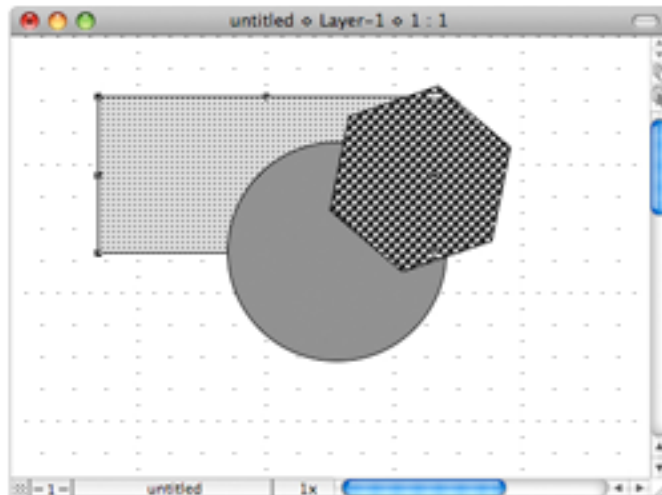 untitled ⋄ Layer-1 ⋄ 1 : 1
-1- untitled 1x